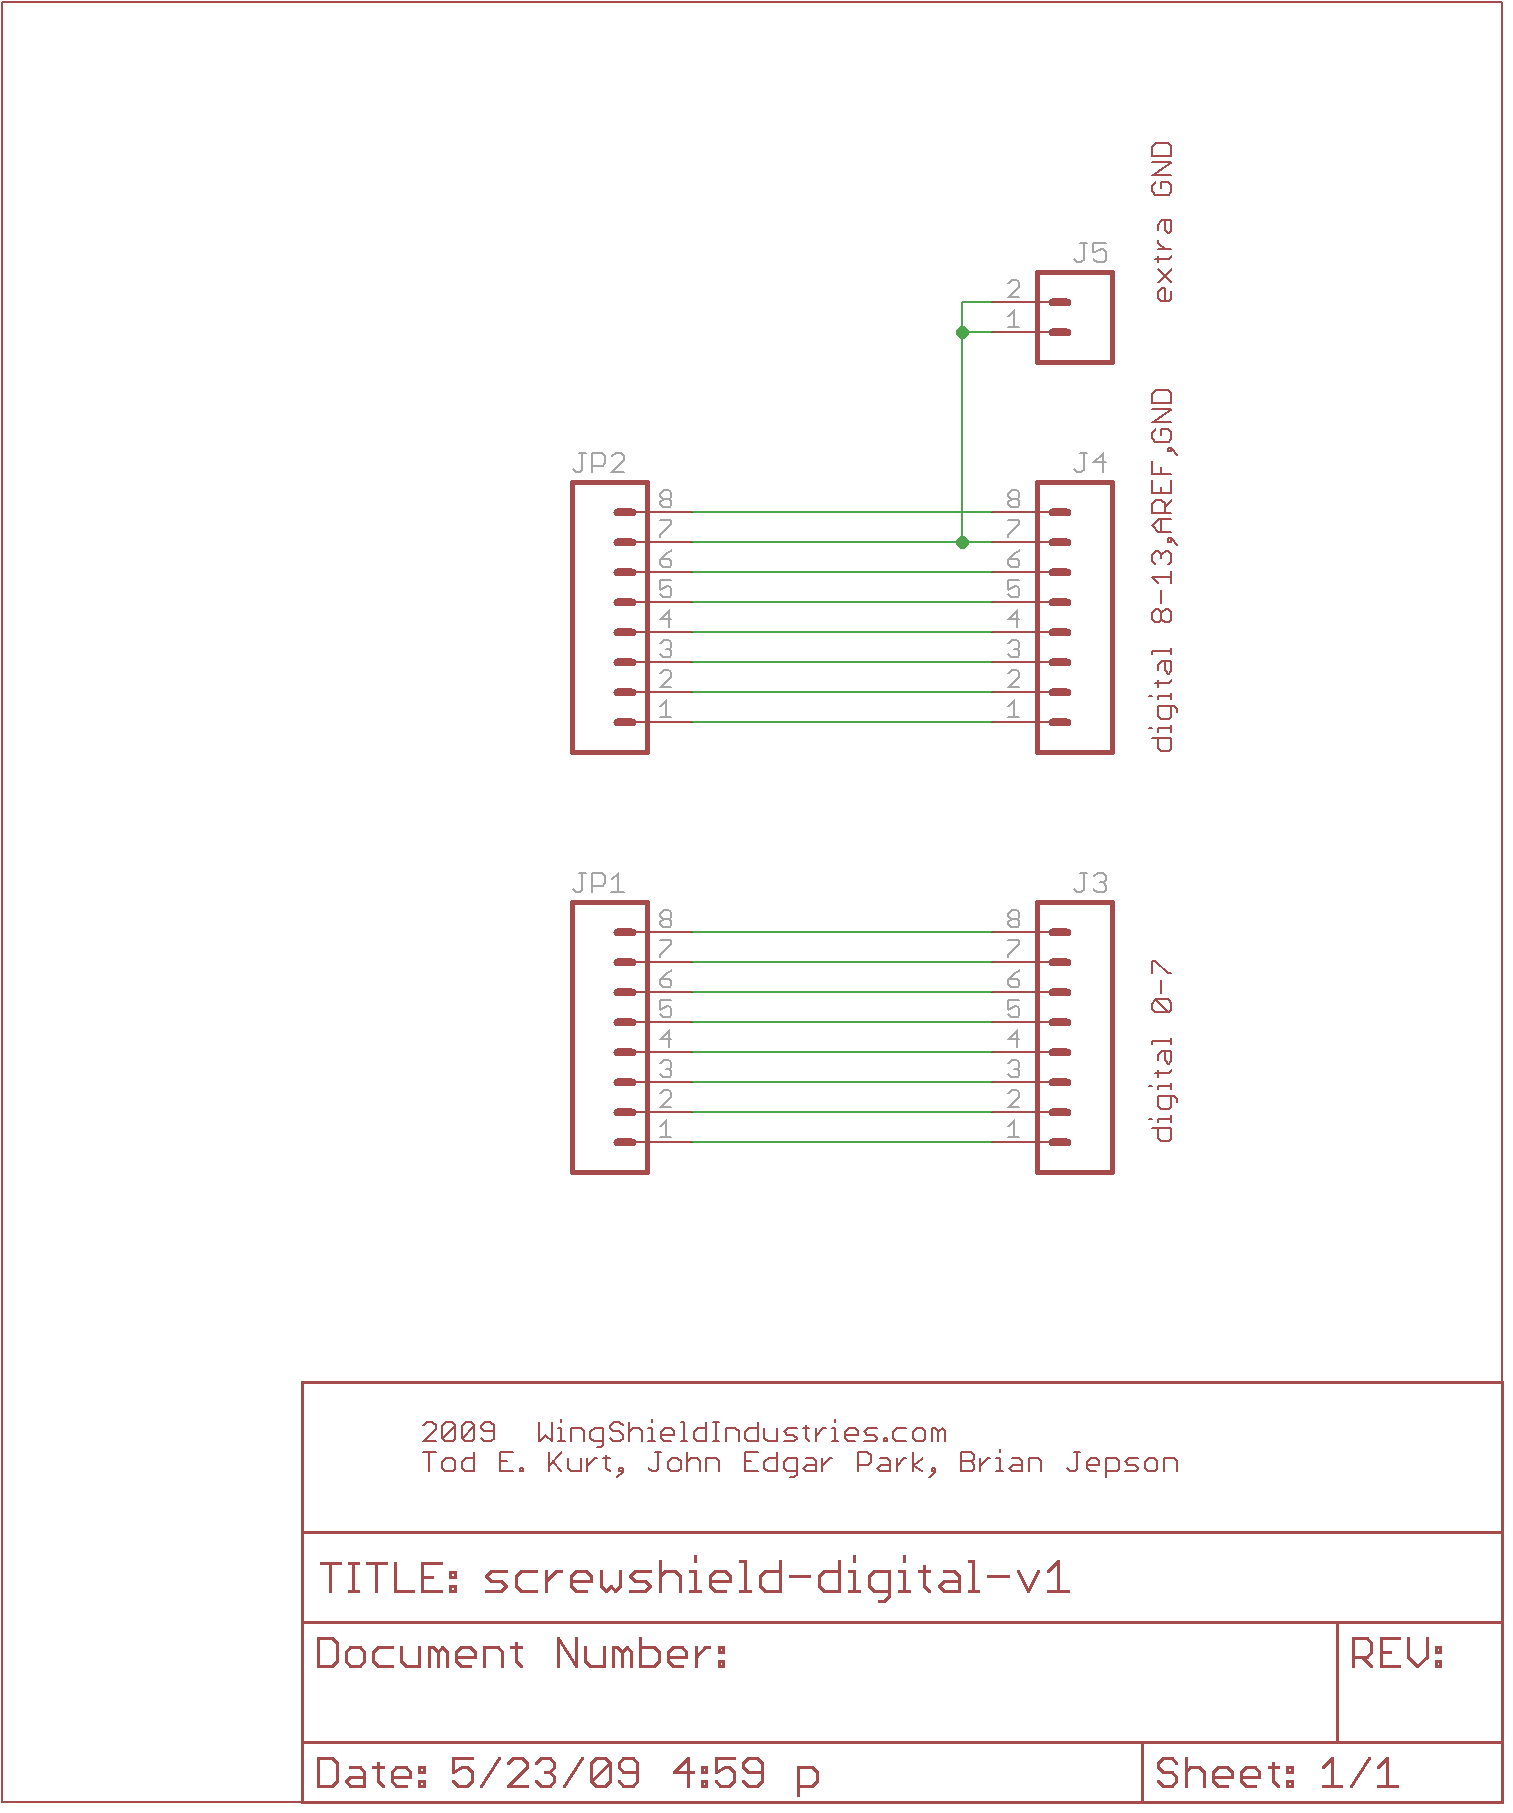 extra GND
J5
2
1
digital 8-13,AREF,GND
JP2
J4
8 8
7 7
6 6
5 5
4 4
3 3
2 2
1 1
JP1
J3
digital 0-7
8 8
7 7
6 6
5 5
4 4
3 3
2 2
1 1
2009 WingShieldIndustries.com
Tod E. Kurt, John Edgar Park, Brian Jepson
TITLE: screwshield-digital-v1
Document Number:
REV:
Date: 5/23/09 4:59 p
Sheet: 1/1